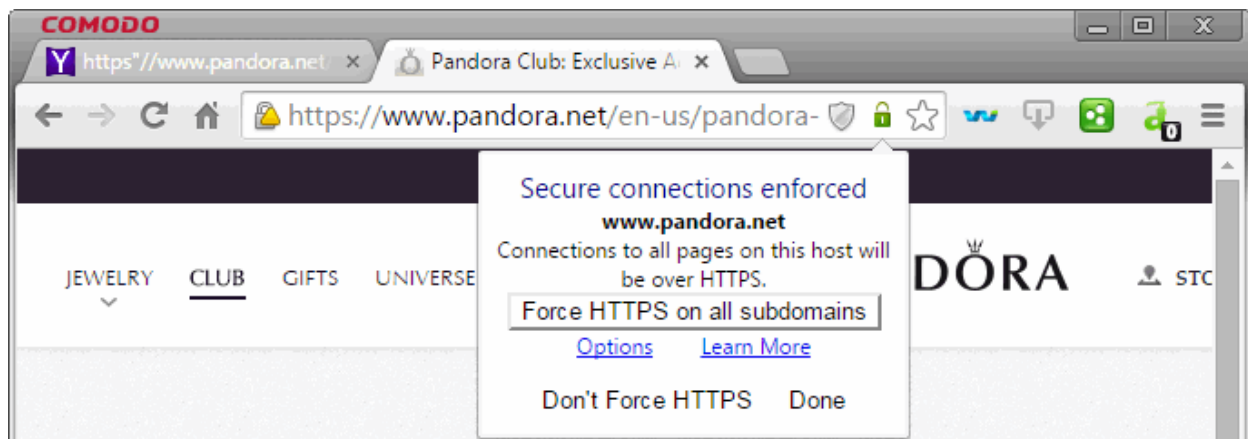 COMODO
https"//www.pandora.net/
Pandora Club: Exclusive A
https://www.pandora.net/en-us/pandora-
0
Secure connections enforced
www.pandora.net
Connections to all pages on this host will
be over HTTPS.
JEWELRY CLUB GIFTS UNIVERSE DORA STO
Force HTTPS on all subdomains
Options Learn More
Don't Force HTTPS Done